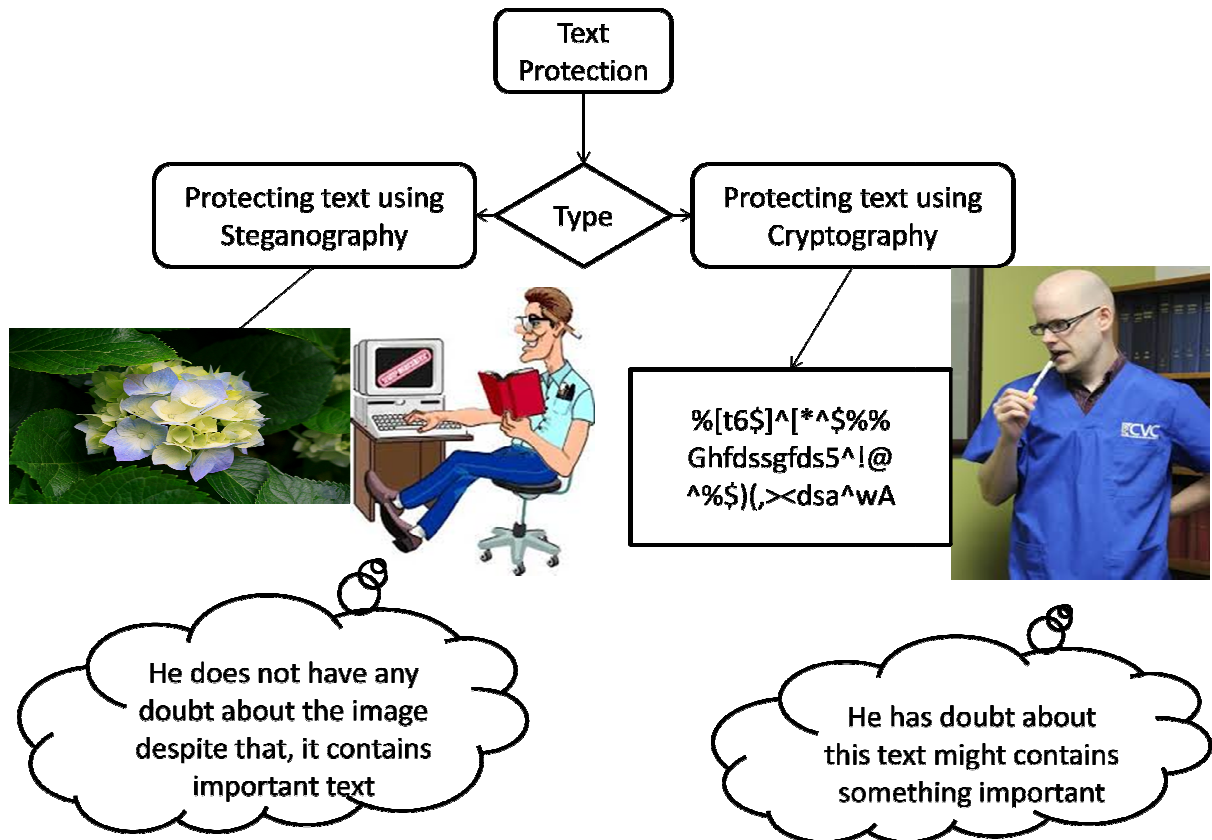 Text
Protection
Protecting text using
Steganography
Type
Protecting text using
Cryptography
%[t6$]^[*^$%%
Ghfdssgfds5^!@
^%$)(,><dsa^wA
CVC
He does not have any
doubt about the image
despite that, it contains
important text
He has doubt about
this text might contains
something important